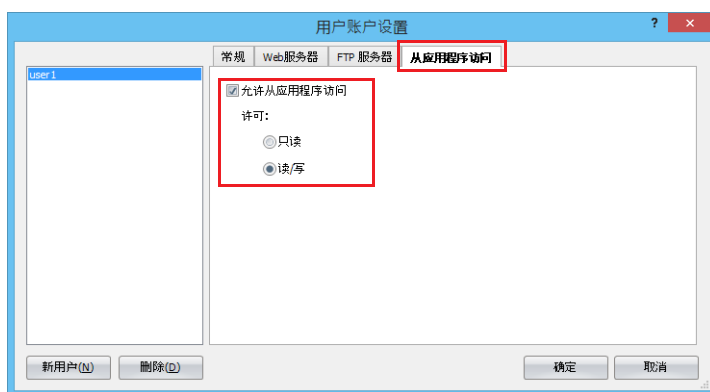 用户账户设置
? ×
常规 Web服务器 FTP 服务器 从应用程序访问
user1
允许从应用程序访问
许可:
只读
读/写
新用户(N) 删除(D) 确定 取消